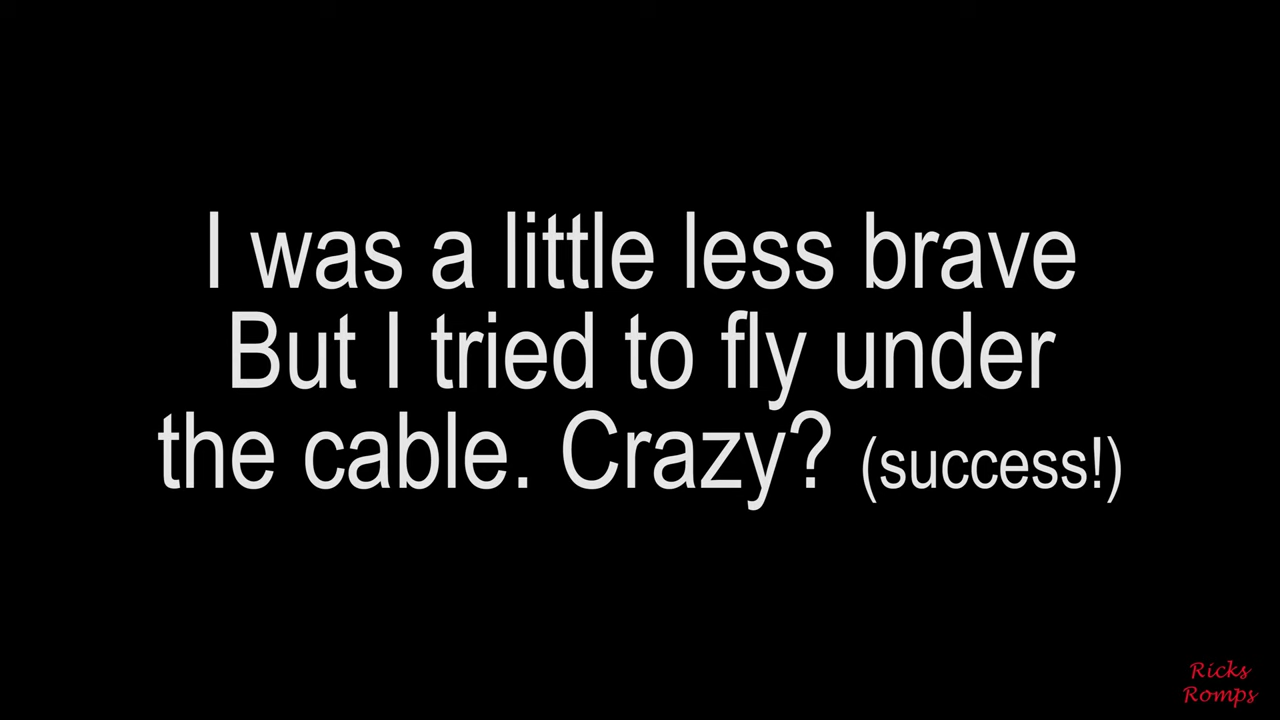 I was a little less brave
But I tried to fly under
the cable. Crazy? (success!)
Ricks
Romps